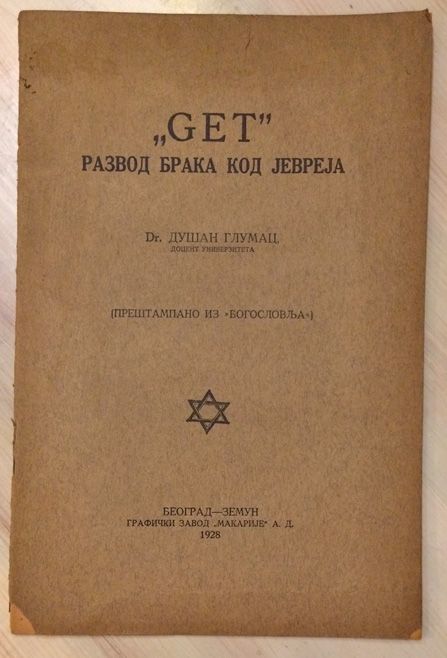 „GET”
РАЗВОД БРАКА КОД ЈЕВРЕЈА
Dr. ДУШАН ГЛУМАЦ,
ДОЦЕНТ УНИВЕРЗИТЕТА
(ПРЕШТАМПАНО ИЗ »БОГОСЛОВЉА«)
БЕОГРАД—ЗЕМУН
ГРАФИЧКИ ЗАВОД „МАКАРИЈЕ“ А. Д.
1928